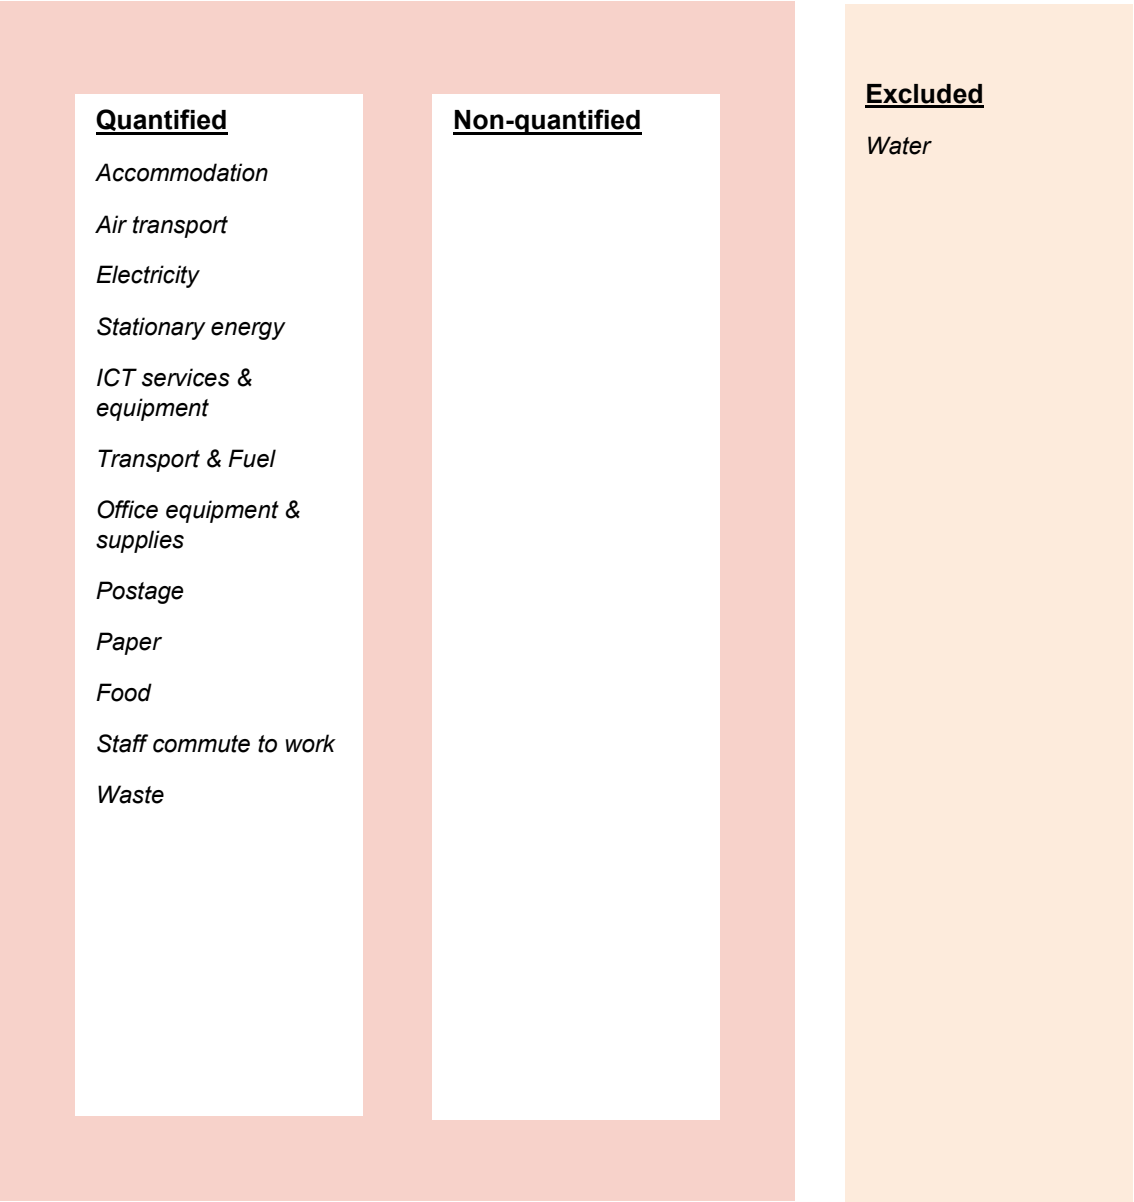 Quantified
Accommodation
Air transport
Electricity
Stationary energy
ICT services &
equipment
Transport & Fuel
Office equipment &
supplies
Postage
Paper
Food
Staff commute to work
Waste
Non-quantified
Excluded
Water